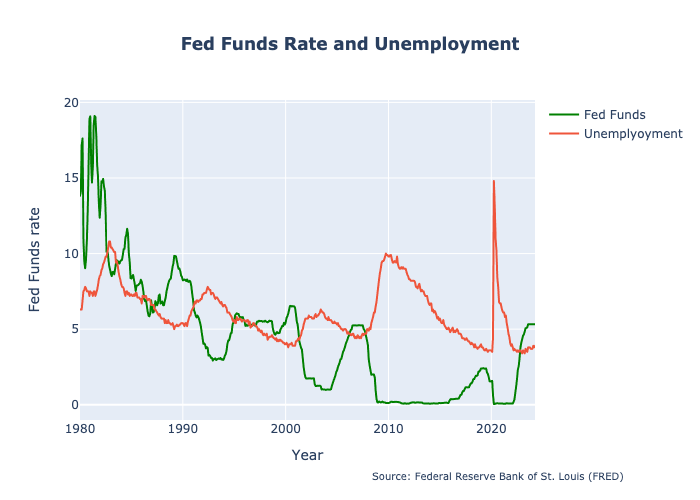 Fed Funds Rate and Unemployment
Fed Funds
Unemplyoyment
Fed Funds rate
20
15
10
5
0
1980
1990
2000
2010
2020
Year
Source: Federal Reserve Bank of St. Louis (FRED)